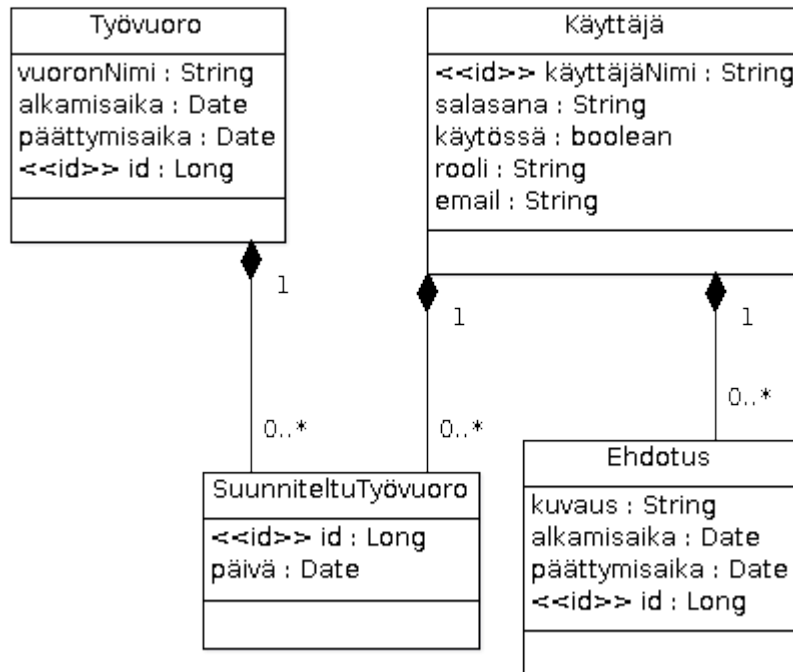 Työvuoro
vuoronNimi : String
alkamisaika : Date
päättymisaika : Date
<<id>> id : Long
Käyttäjä
<<id>> käyttäjäNimi : String
salasana : String
käytössä : boolean
rooli : String
email : String
1
1
1
0..*
0..*
0..*
SuunniteltuTyövuoro
<<id>> id : Long
päivä : Date
Ehdotus
kuvaus : String
alkamisaika : Date
päättymisaika : Date
<<id>> id : Long